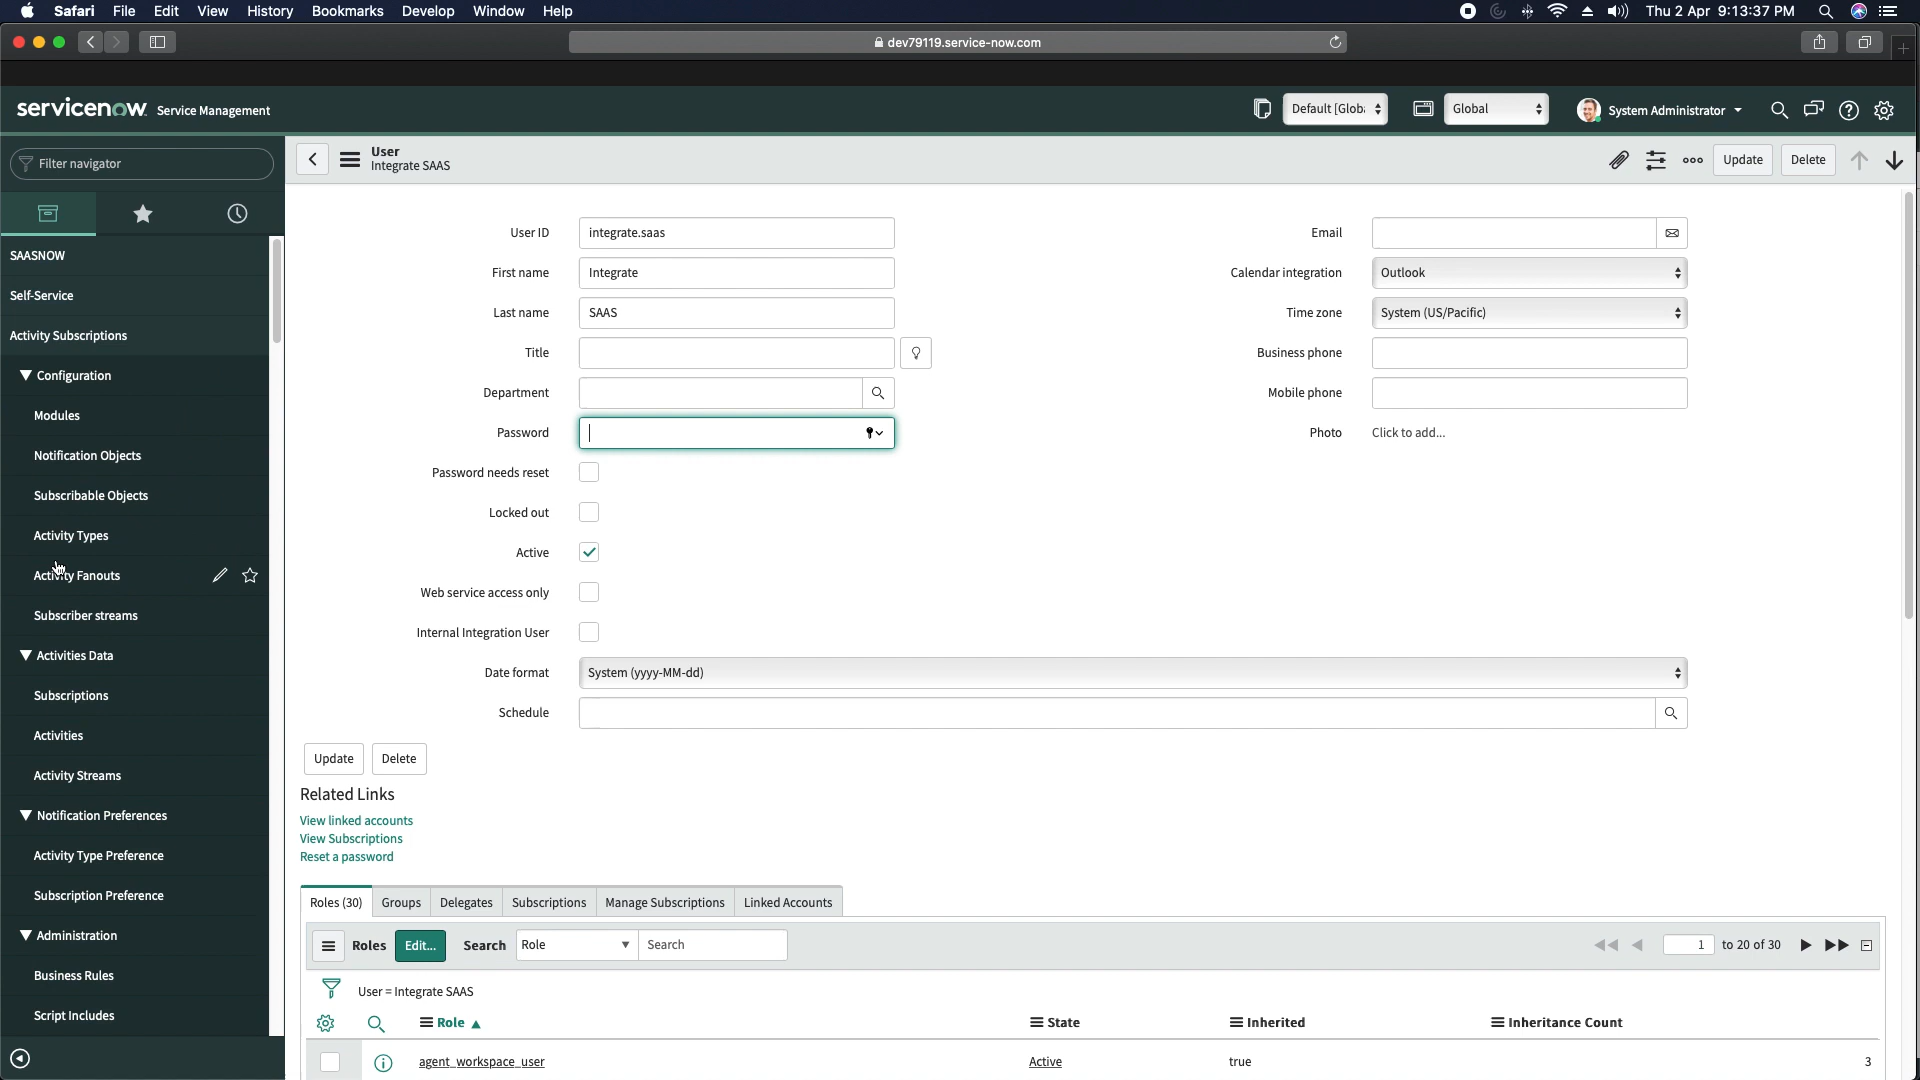 Safari File Edit View History Bookmarks Develop Window Help
Thu 2 Apr 9:13:37 PM
dev79119.service-now.com
servicenow Service Management
Default [Globa
Global
System Administrator
Filter navigator
SAASNOW
Self-Service
Activity Subscriptions
Configuration
Modules
Notification Objects
Subscribable Objects
Activity Types
Activity Fanouts
Subscriber streams
Activities Data
Subscriptions
Activities
Activity Streams
Notification Preferences
Activity Type Preference
Subscription Preference
Administration
Business Rules
Script Includes
User
Integrate SAAS
Update
Delete
User ID integrate.saas
First name Integrate
Last name SAAS
Title
Department
Password
Password needs reset
Locked out
Active
Web service access only
Internal Integration User
Date format System (yyyy-MM-dd)
Schedule
Email
Calendar integration Outlook
Time zone System (US/Pacific)
Business phone
Mobile phone
Photo Click to add...
Update Delete
Related Links
View linked accounts
View Subscriptions
Reset a password
Roles (30) Groups Delegates Subscriptions Manage Subscriptions Linked Accounts
Roles Edit... Search Role Search 1 to 20 of 30
User = Integrate SAAS
Role State Inherited Inheritance Count
agent_workspace_user Active true 3